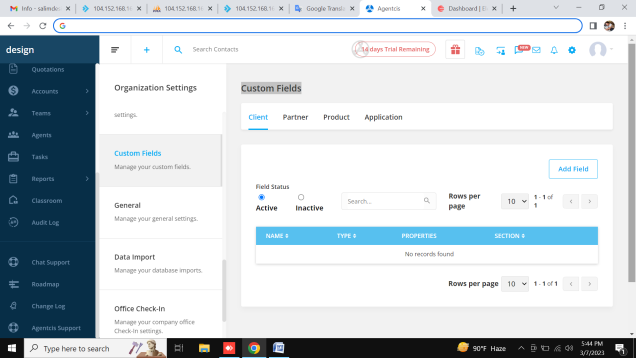 Info - salimdec
104.152.168.1
104.152.168.1
104.152.168.1
Google Transl
Agentcis
Dashboard | E
design
Search Contacts
14 days Trial Remaining
NEW
Quotations
Accounts
Teams
Agents
Tasks
Reports
Classroom
Audit Log
Chat Support
Roadmap
Change Log
Agentcis Support
Organization Settings
settings.
Custom Fields
Manage your custom fields.
General
Manage your general settings.
Data Import
Manage your database imports.
Office Check-In
Manage your company office
Check-In settings.
Custom Fields
Client Partner Product Application
Add Field
Field Status
Active Inactive
Search...
Rows per page 10 1 - 1 of 1
NAME TYPE PROPERTIES SECTION
No records found
Rows per page 10 1 - 1 of 1
Type here to search
90°F Haze
5:44 PM
3/7/2023